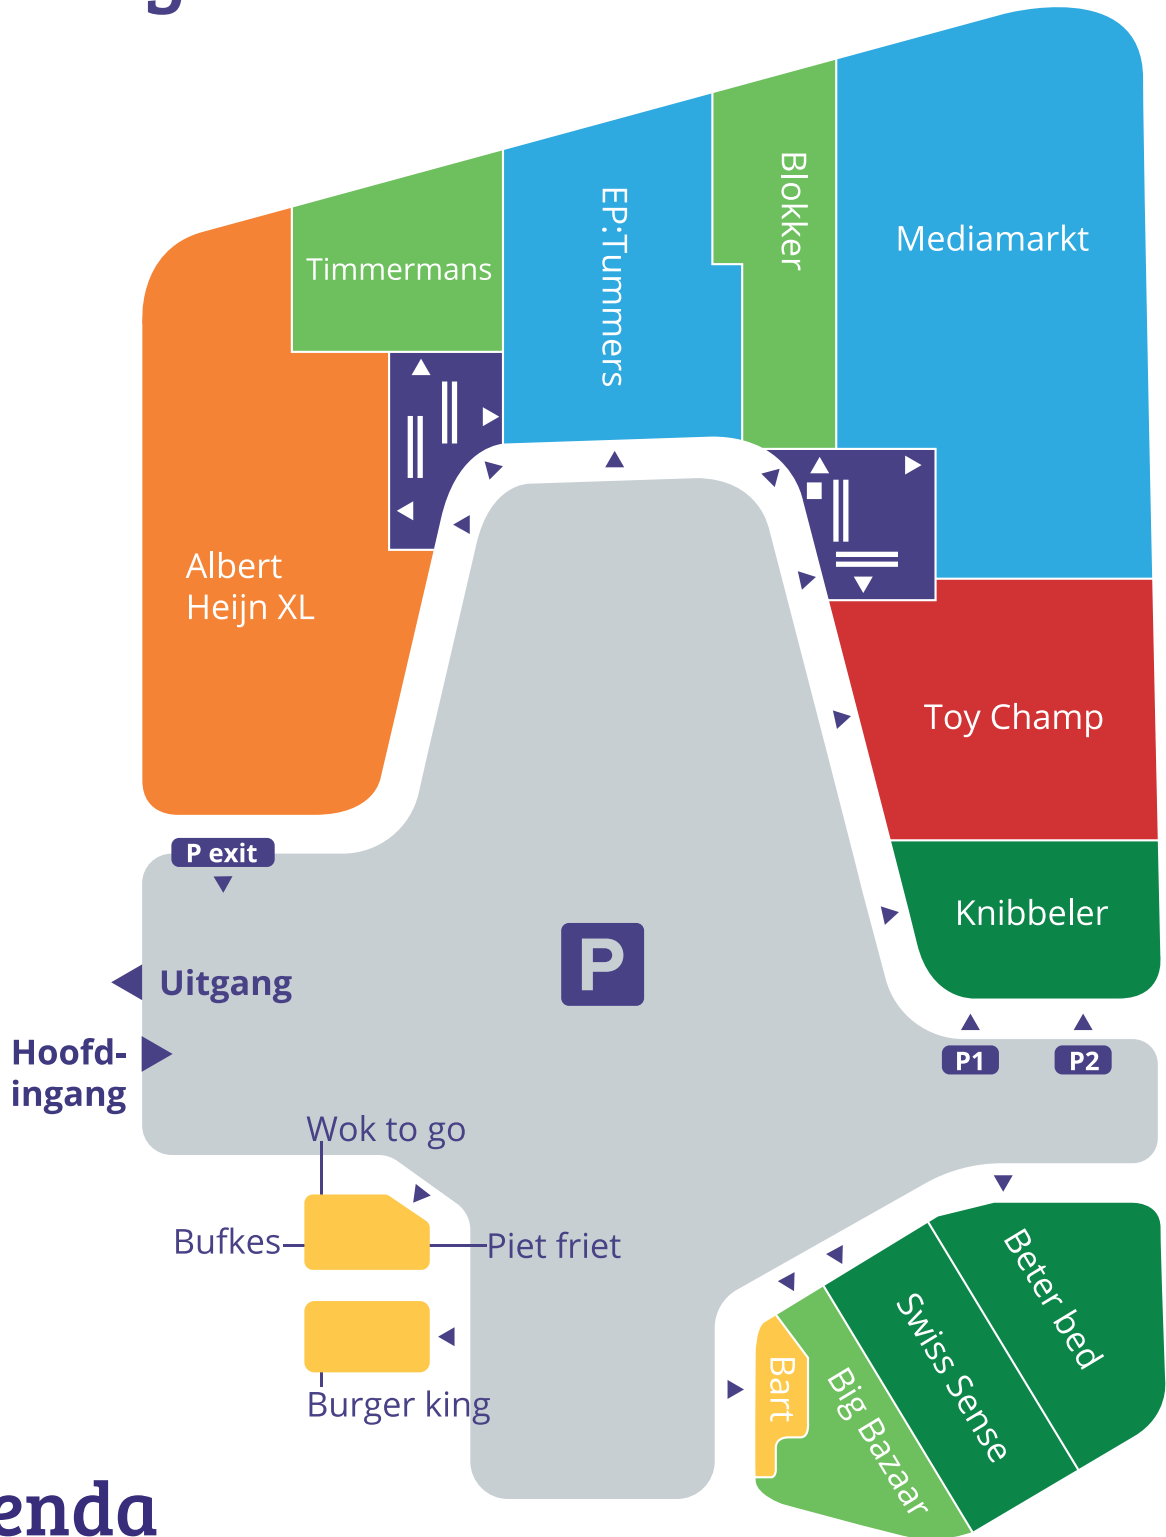 Timmermans
EP:Tummers
Blokker
Mediamarkt
Albert
Heijn XL
Toy Champ
Knibbeler
P exit
P
Uitgang
Hoofd-
ingang
P1
P2
Wok to go
Bufkes
Piet friet
Burger king
Beter bed
Swiss Sense
Big Bazaar
Bart
enda